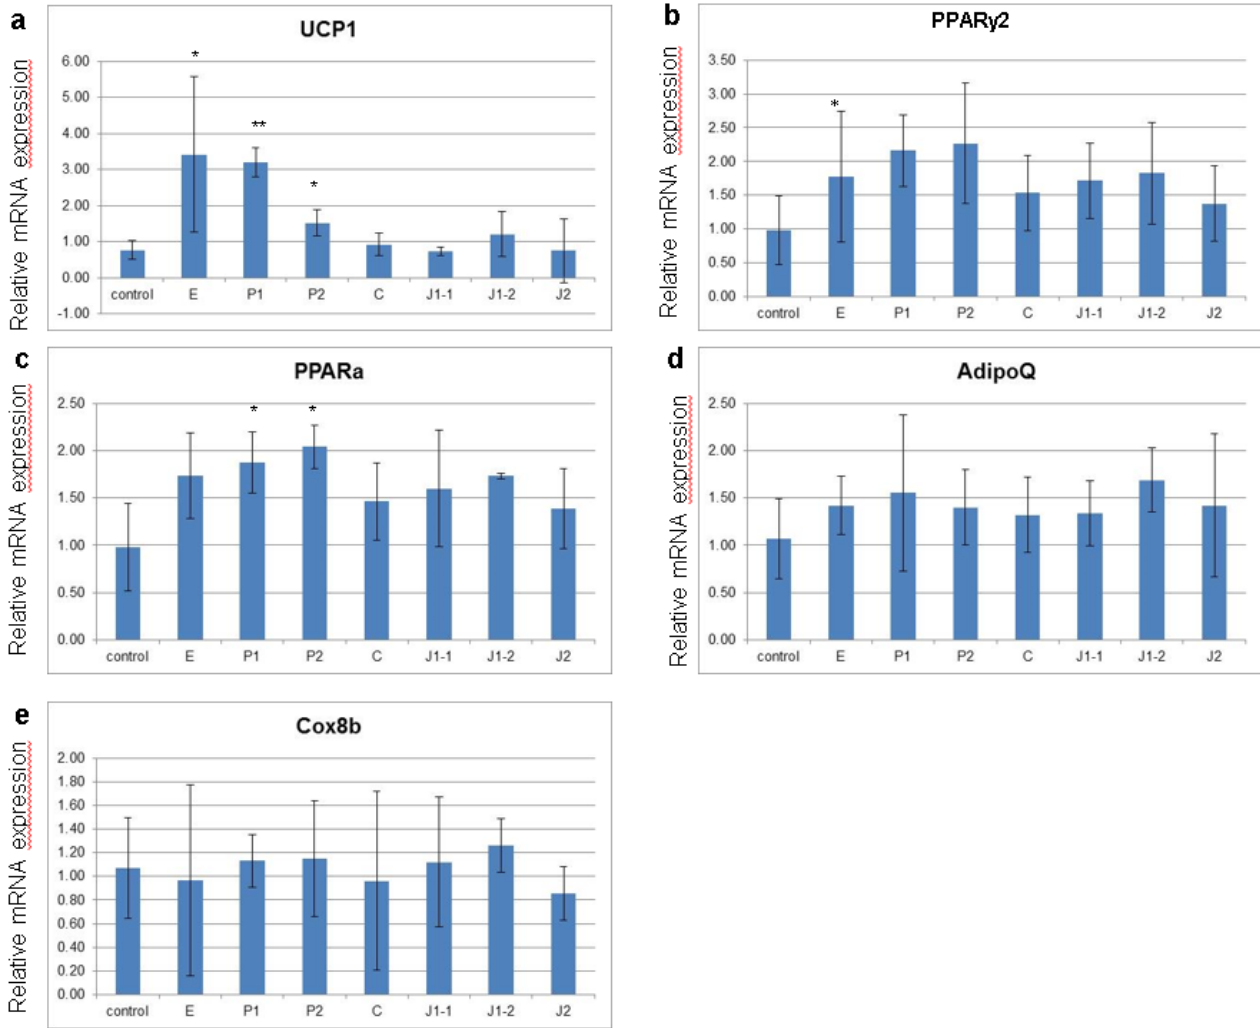 a
UCP1
Relative mRNA expression
6.00
5.00
4.00
3.00
2.00
1.00
0.00
-1.00
*
**
*
control E P1 P2 C J1-1 J1-2 J2
b
PPARy2
Relative mRNA expression
3.50
3.00
2.50
2.00
1.50
1.00
0.50
0.00
*
control E P1 P2 C J1-1 J1-2 J2
c
PPARa
Relative mRNA expression
2.50
2.00
1.50
1.00
0.50
0.00
* *
control E P1 P2 C J1-1 J1-2 J2
d
AdipoQ
Relative mRNA expression
2.50
2.00
1.50
1.00
0.50
0.00
control E P1 P2 C J1-1 J1-2 J2
e
Cox8b
Relative mRNA expression
2.00
1.80
1.60
1.40
1.20
1.00
0.80
0.60
0.40
0.20
0.00
control E P1 P2 C J1-1 J1-2 J2